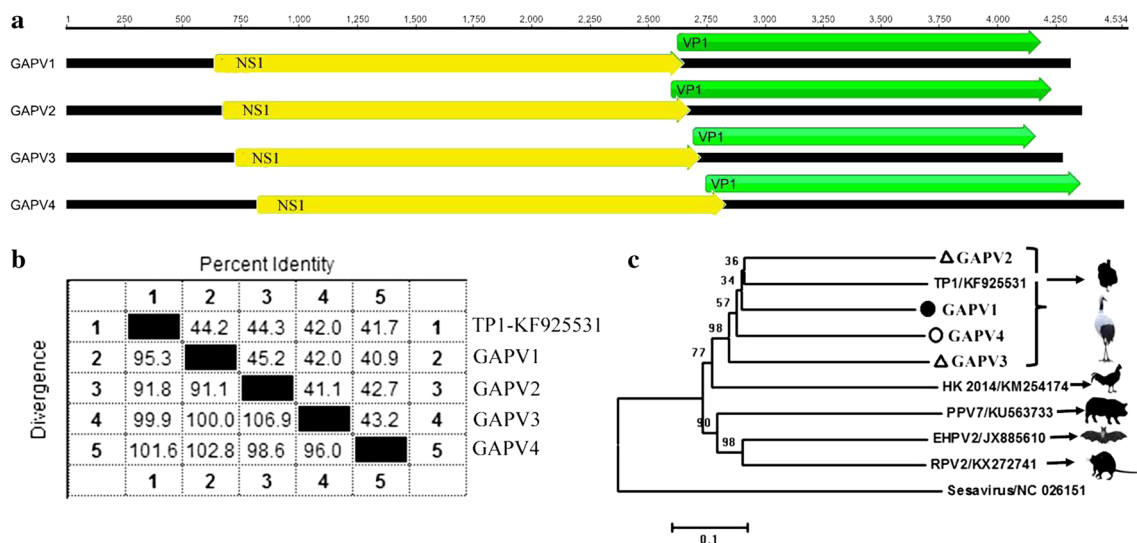 a
1 250 500 750 1,000 1,250 1,500 1,750 2,000 2,250 2,500 2,750 3,000 3,250 3,500 3,750 4,000 4,250 4,534
VP1
GAPV1 NS1
VP1
GAPV2 NS1
VP1
GAPV3 NS1
VP1
GAPV4 NS1
b
Percent Identity
Divergence
1 2 3 4 5
1 44.2 44.3 42.0 41.7 1 TP1-KF925531
2 95.3 45.2 42.0 40.9 2 GAPV1
3 91.8 91.1 41.1 42.7 3 GAPV2
4 99.9 100.0 106.9 43.2 4 GAPV3
5 101.6 102.8 98.6 96.0 5 GAPV4
1 2 3 4 5
c
36 GAPV2
34 TP1/KF925531
57 GAPV1
98 GAPV4
77 GAPV3
HK 2014/KM254174
90 PPV7/KU563733
98 EHPV2/JX885610
RPV2/KX272741
Sesavirus/NC 026151
0.1